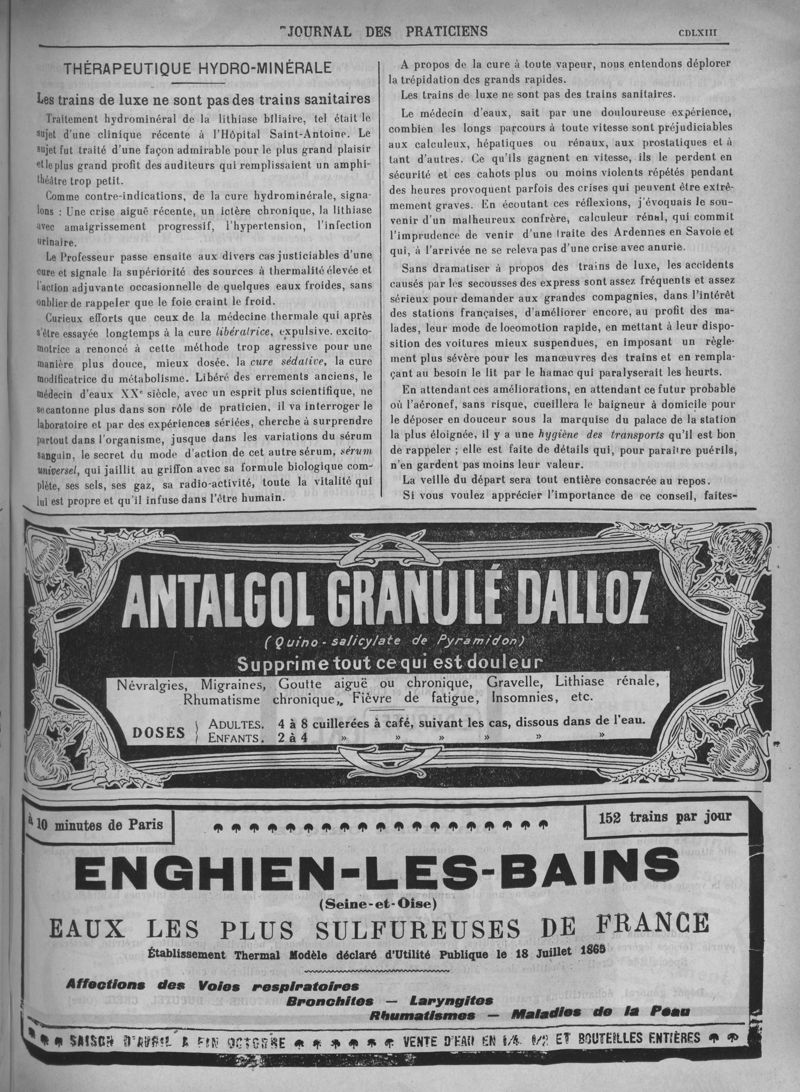 JOURNAL DES PRATICIENS
CDLXIII
THÉRAPEUTIQUE HYDRO-MINÉRALE
Les trains de luxe ne sont pas des trains sanitaires
Traitement hydrominéral de la lithiase biliaire, tel était le
sujet d'une clinique récente à l'Hôpital Saint-Antoine. Le
sujet fut traité d'une façon admirable pour le plus grand plaisir
et le plus grand profit des auditeurs qui remplissaient un amphi-
théâtre trop petit.
Comme contre-indications, de la cure hydrominérale, signa-
lons : Une crise aiguë récente, un ictère chronique, la lithiase
avec amaigrissement progressif, l'hypertension, l'infection
urinaire.
Le Professeur passe ensuite aux divers cas justiciables d'une
cure et signale la supériorité des sources à thermalité élevée et
l'action adjuvante occasionnelle de quelques eaux froides, sans
oublier de rappeler que le foie craint le froid.
Curieux efforts que ceux de la médecine thermale qui après
s'être essayée longtemps à la cure libératrice, expulsive. excito-
motrice a renoncé à cette méthode trop agressive pour une
manière plus douce, mieux dosée. la cure sédative, la cure
modificatrice du métabolisme. Libéré des errements anciens, le
médecin d'eaux XXe siècle, avec un esprit plus scientifique, ne
se cantonne plus dans son rôle de praticien, il va interroger le
laboratoire et par des expériences sériées, cherche à surprendre
partout dans l'organisme, jusque dans les variations du sérum
sanguin, le secret du mode d'action de cet autre sérum, sérum
universel, qui jaillit au griffon avec sa formule biologique com-
plète, ses sels, ses gaz, sa radio-activité, toute la vitalité qui
lui est propre et qu'il infuse dans l'être humain.
A propos de la cure à toute vapeur, nous entendons déplorer
la trépidation des grands rapides.
Les trains de luxe ne sont pas des trains sanitaires.
Le médecin d'eaux, sait par une douloureuse expérience,
combien les longs parcours à toute vitesse sont préjudiciables
aux calculeux, hépatiques ou rénaux, aux prostatiques et à
tant d'autres. Ce qu'ils gagnent en vitesse, ils le perdent en
sécurité et ces cahots plus ou moins violents répétés pendant
des heures provoquent parfois des crises qui peuvent être extrê-
mement graves. En écoutant ces réflexions, j'évoquais le sou-
venir d'un malheureux confrère, calculeur rénal, qui commit
l'imprudence de venir d'une traite des Ardennes en Savoie et
qui, à l'arrivée ne se releva pas d'une crise avec anurie.
Sans dramatiser à propos des trains de luxe, les accidents
causés par les secousses des express sont assez fréquents et assez
sérieux pour demander aux grandes compagnies, dans l'intérêt
des stations françaises, d'améliorer encore, au profit des ma-
lades, leur mode de locomotion rapide, en mettant à leur dispo-
sition des voitures mieux suspendues, en imposant un règle-
ment plus sévère pour les manœuvres des trains et en rempla-
çant au besoin le lit par le hamac qui paralyserait les heurts.
En attendant ces améliorations, en attendant ce futur probable
où l'aéronef, sans risque, cueillera le baigneur à domicile pour
le déposer en douceur sous la marquise du palace de la station
la plus éloignée, il y a une hygiène des transports qu'il est bon
de rappeler ; elle est faite de détails qui, pour paraître puérils,
n'en gardent pas moins leur valeur.
La veille du départ sera tout entière consacrée au repos.
Si vous voulez apprécier l'importance de ce conseil, faites-
ANTALGOL GRANULÉ DALLOZ
(Quino-salicylate de Pyramidon)
Supprime tout ce qui est douleur
Névralgies, Migraines, Goutte aiguë ou chronique, Gravelle, Lithiase rénale,
Rhumatisme chronique,, Fièvre de fatigue, Insomnies, etc.
DOSES
ADULTES. 4 à 8 cuillerées à café, suivant les cas, dissous dans de l'eau.
ENFANTS. 2 à 4 » » » » » »
à 10 minutes de Paris
152 trains par jour
ENGHIEN-LES-BAINS
(Seine-et-Oise)
EAUX LES PLUS SULFUREUSES DE FRANCE
Établissement Thermal Modèle déclaré d'Utilité Publique le 18 Juillet 1865
Affections des Voies respiratoires
Bronchites — Laryngites
Rhumatismes — Maladies de la Peau
SAISON D'AVRIL A FIN OCTOBRE
VENTE D'EAU EN 1/4 1/2 ET BOUTEILLES ENTIÈRES